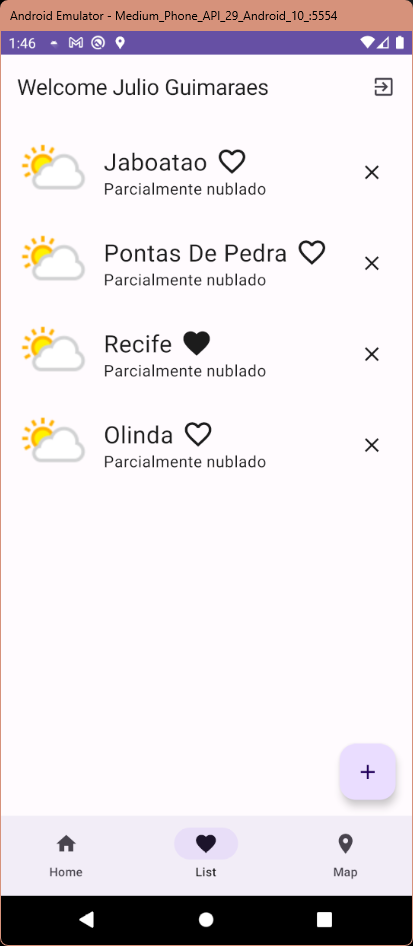 Android Emulator - Medium_Phone_API_29_Android_10_:5554
1:46
Welcome Julio Guimaraes
Jaboatao
Parcialmente nublado
Pontas De Pedra
Parcialmente nublado
Recife
Parcialmente nublado
Olinda
Parcialmente nublado
Home
List
Map